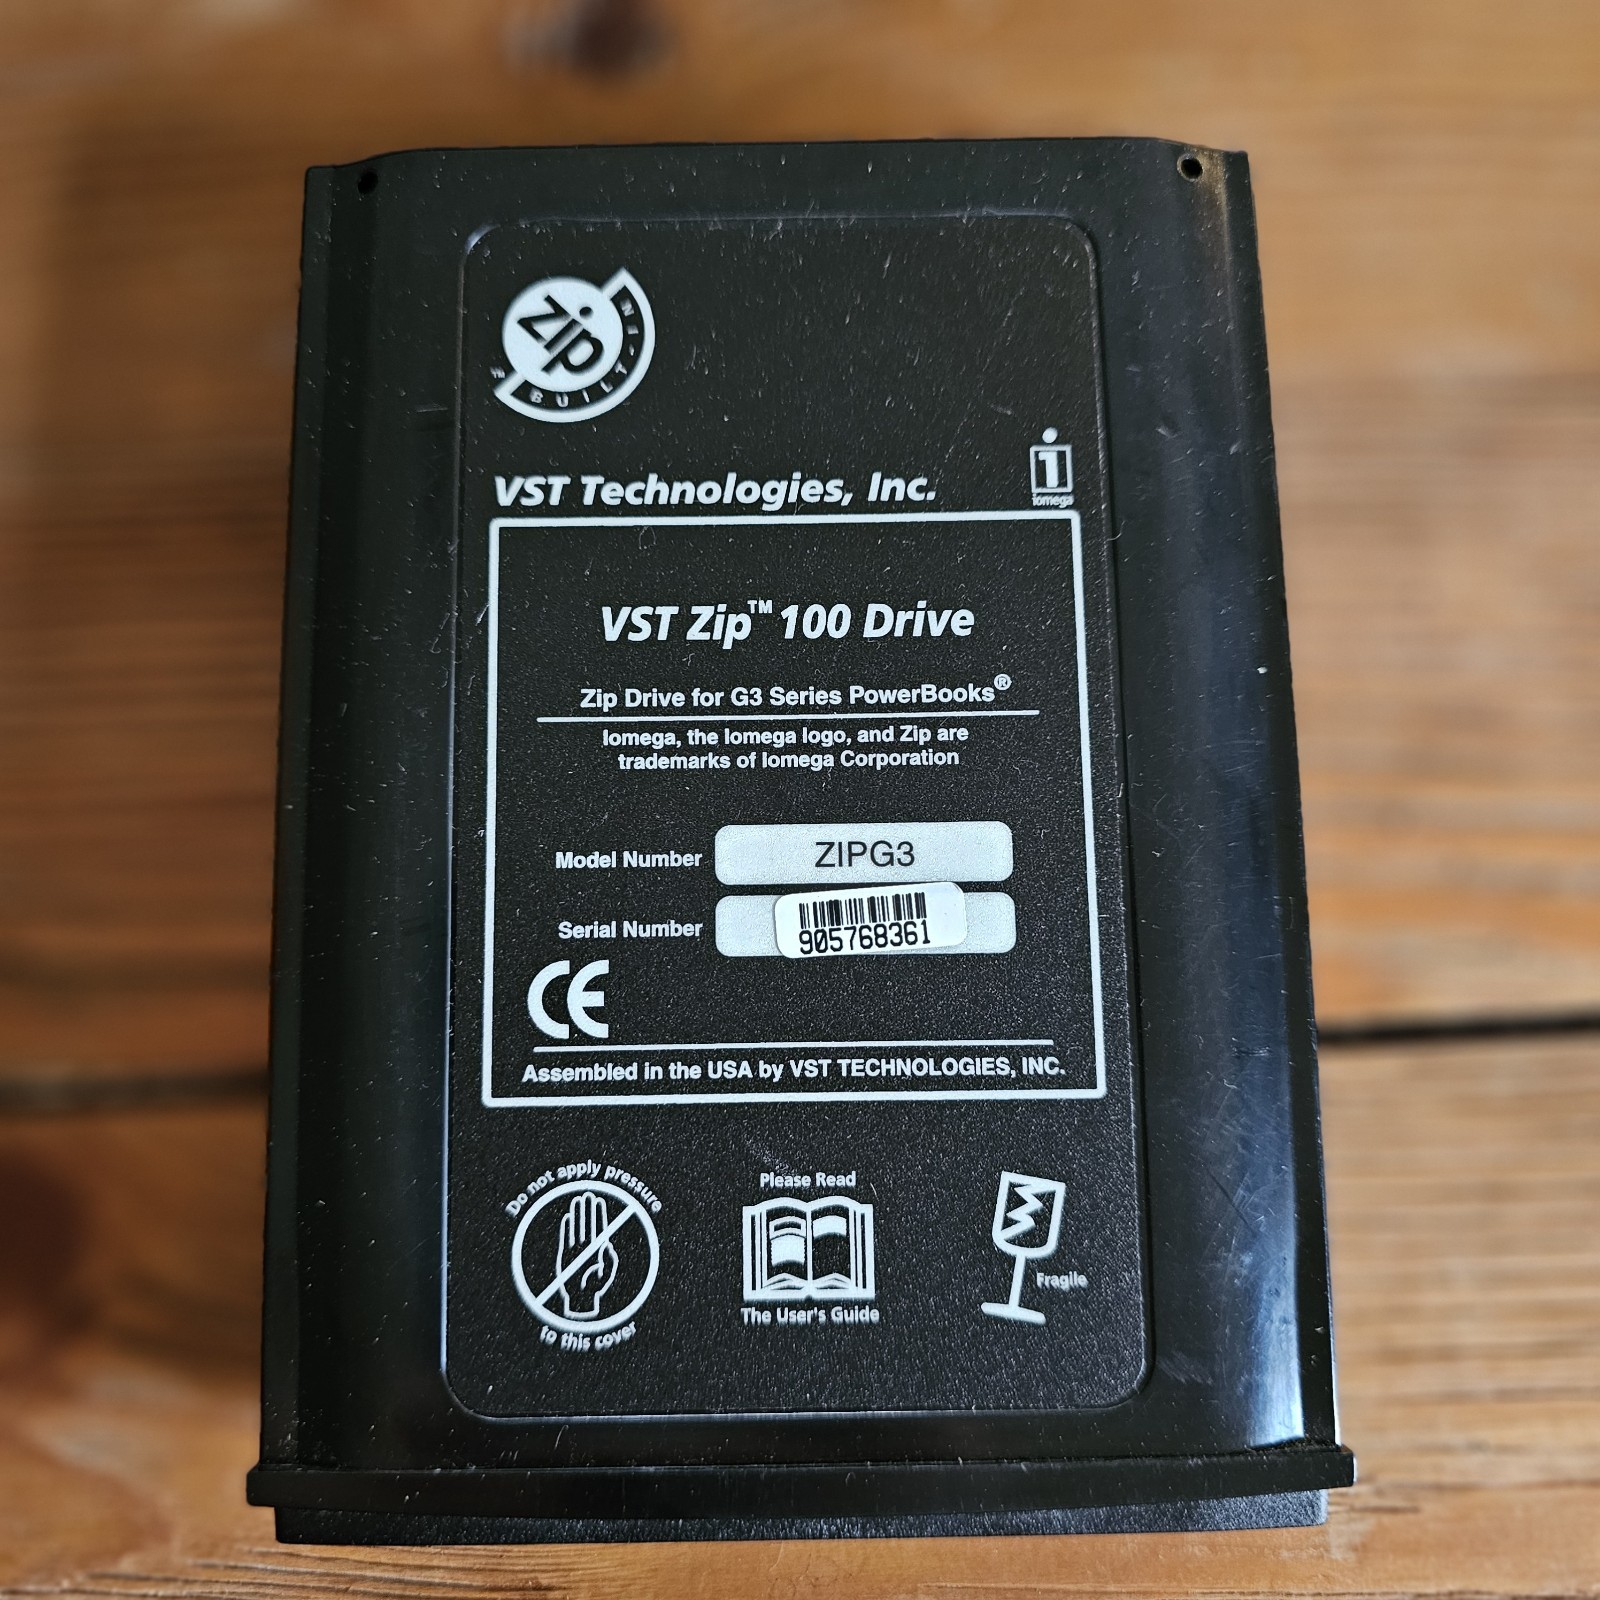 zip
BUILT-IN
iomega
VST Technologies, Inc.
VST Zip™ 100 Drive
Zip Drive for G3 Series PowerBooks®
Iomega, the Iomega logo, and Zip are
trademarks of Iomega Corporation
Model Number ZIPG3
Serial Number 905768361
CE
Assembled in the USA by VST TECHNOLOGIES, INC.
Do not apply pressure
to this cover
Please Read
The User's Guide
Fragile